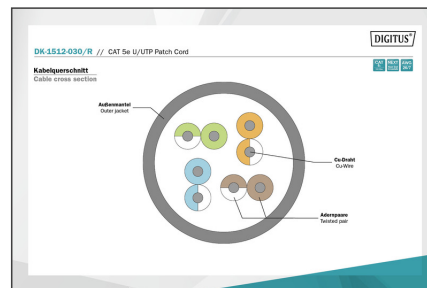 DIGITUS®
DK-1512-030/R // CAT 5e U/UTP Patch Cord
Kabelquerschnitt
Cable cross section
Außenmantel
Outer jacket
Cu-Draht
Cu-Wire
Adernpaare
Twisted pair